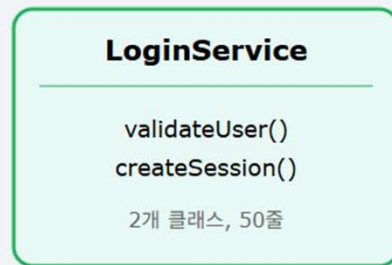 LoginService
validateUser()
createSession()
2개 클래스, 50줄